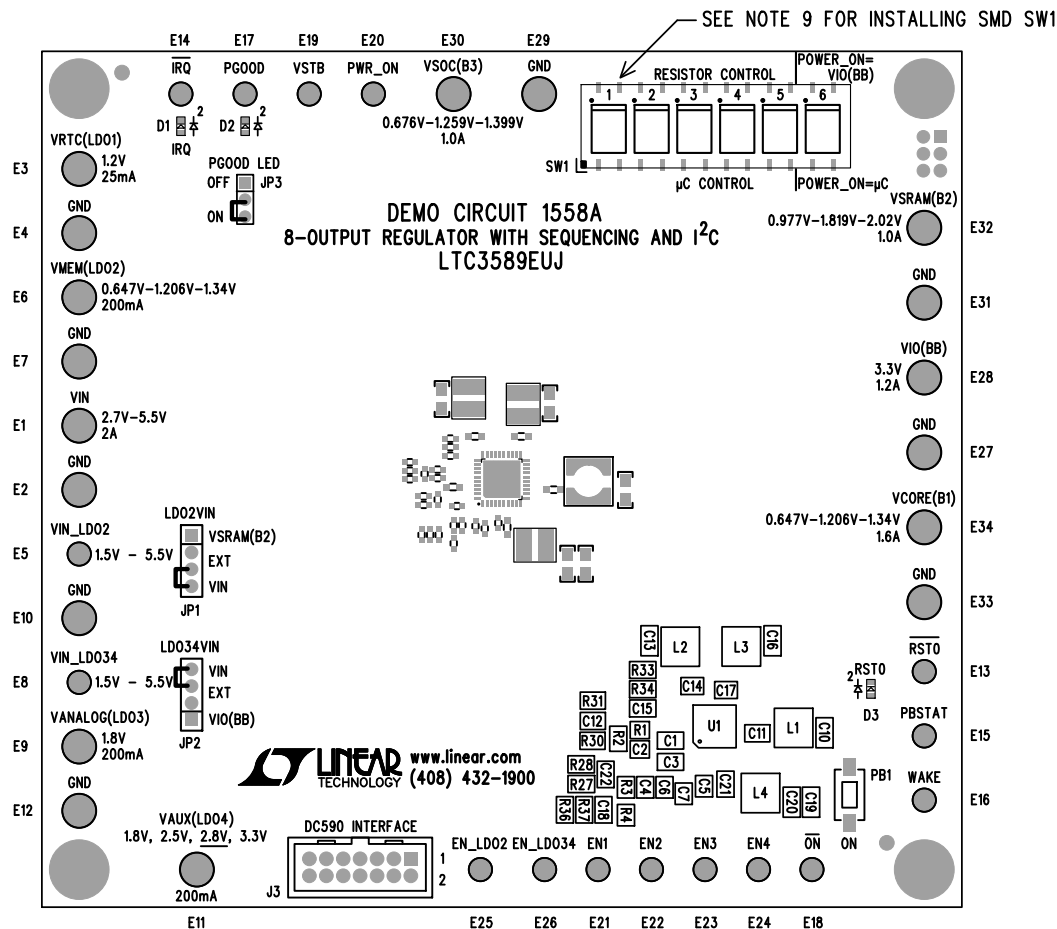 SEE NOTE 9 FOR INSTALLING SMD SW1
E14 E17 E19 E20 E30 E29
IRQ PGOOD VSTB PWR_ON VSOC(B3) GND
0.676V-1.259V-1.399V
1.0A
POWER_ON=
VIO(BB)
RESISTOR CONTROL
1 2 3 4 5 6
SW1
µC CONTROL
POWER_ON=µC
2 2
D1 D2
IRQ
PGOOD LED
OFF JP3
ON
VRTC(LDO1)
E3
1.2V
25mA
GND
E4
DEMO CIRCUIT 1558A
8-OUTPUT REGULATOR WITH SEQUENCING AND I2C
LTC3589EUJ
VSRAM(B2)
0.977V-1.819V-2.02V
1.0A
E32
VMEM(LDO2)
E6
0.647V-1.206V-1.34V
200mA
GND
E31
GND
E7
VIO(BB)
3.3V
1.2A
E28
VIN
E1
2.7V-5.5V
2A
GND
E27
GND
E2
VCORE(B1)
0.647V-1.206V-1.34V
1.6A
E34
VIN_LDO2
E5
1.5V - 5.5V
LDO2VIN
VSRAM(B2)
EXT
VIN
JP1
GND
E10
GND
E33
VIN_LDO34
E8
1.5V - 5.5V
LDO34VIN
VIN
EXT
VIO(BB)
JP2
RSTO
E13
2 RSTO
D3
VANALOG(LDO3)
E9
1.8V
200mA
PBSTAT
E15
GND
E12
WAKE
E16
C13 L2 L3 C16
R33
R34 C14 C17
R31 C15
C12 R1 U1 C11 L1 C10
R30 R2 C2 C1
R28 C22 C3
R27 R3 C4 C6 C7 C5 C21 L4 C20 C19
R36 R37 C18 R4
PB1
ON
LINEAR
TECHNOLOGY
www.linear.com
(408) 432-1900
VAUX(LDO4)
1.8V, 2.5V, 2.8V, 3.3V
200mA
E11
DC590 INTERFACE
1
2
J3
EN_LDO2 EN_LDO34 EN1 EN2 EN3 EN4 ON
E25 E26 E21 E22 E23 E24 E18